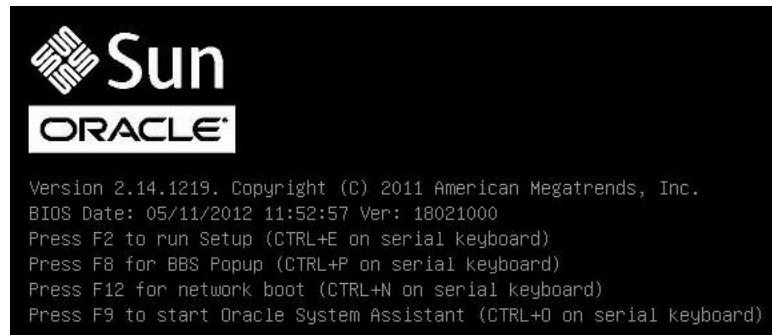 Sun
ORACLE
Version 2.14.1219. Copyright (C) 2011 American Megatrends, Inc.
BIOS Date: 05/11/2012 11:52:57 Ver: 18021000
Press F2 to run Setup (CTRL+E on serial keyboard)
Press F8 for BBS Popup (CTRL+P on serial keyboard)
Press F12 for network boot (CTRL+N on serial keyboard)
Press F9 to start Oracle System Assistant (CTRL+O on serial keyboard)